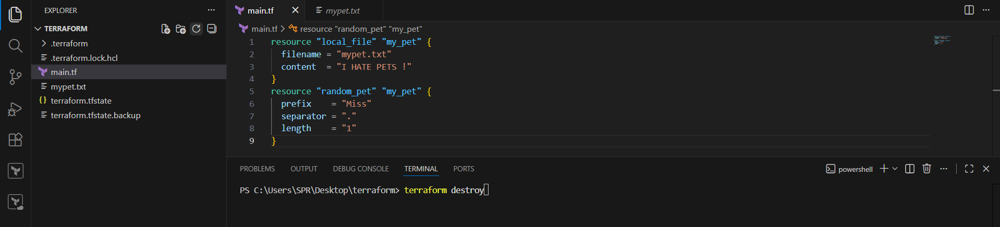 EXPLORER
TERRAFORM
.terraform
.terraform.lock.hcl
main.tf
mypet.txt
terraform.tfstate
terraform.tfstate.backup
main.tf
mypet.txt
main.tf > resource "random_pet" "my_pet"
1 resource "local_file" "my_pet" {
2 filename = "mypet.txt"
3 content = "I HATE PETS !"
4 }
5 resource "random_pet" "my_pet" {
6 prefix = "Miss"
7 separator = "."
8 length = "1"
9 }
PROBLEMS OUTPUT DEBUG CONSOLE TERMINAL PORTS
powershell
PS C:\Users\SPR\Desktop\terraform> terraform destroy